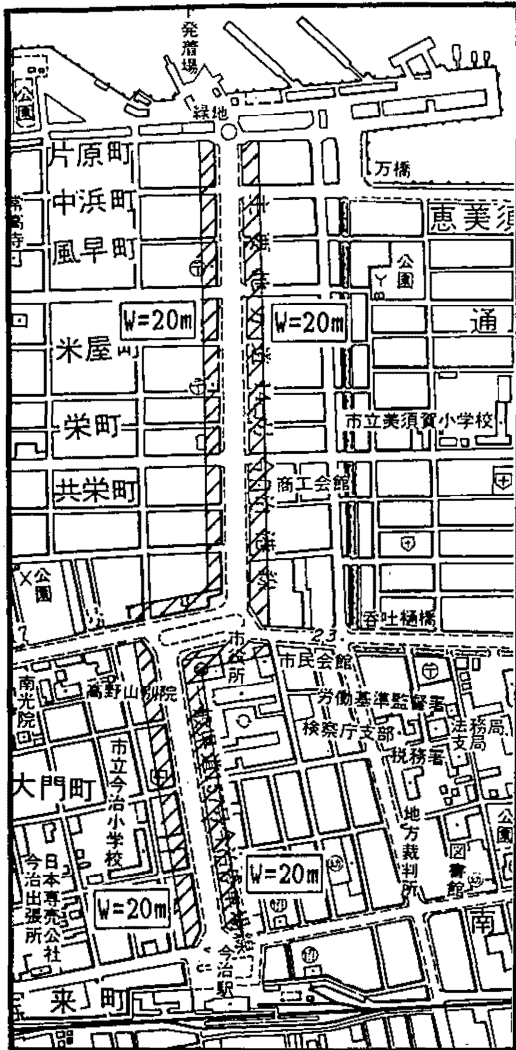 発着場
公園
緑地
片原町
中浜町
風早町
万橋
恵美須
公園
W=20m
W=20m
通
米屋町
市立美須賀小学校
栄町
商工会館
共栄町
公園
呑吐樋橋
23
市役所
市民会館
南光院
高野山別院
労働基準監督署
検察庁支部
税務署
法務局
支局
大門町
市立今治小学校
地方裁判所
公園
図書館
W=20m
W=20m
日本専売公社
今治出張所
南
今治駅
来町